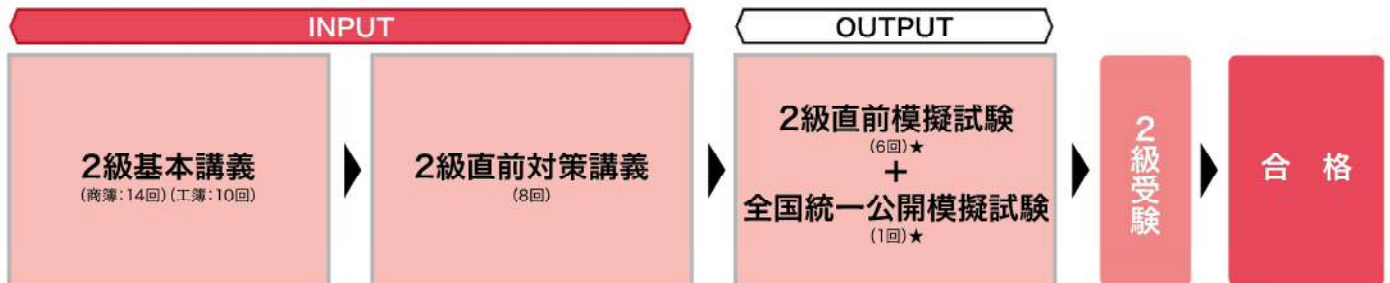 INPUT
OUTPUT
2級基本講義
(商簿:14回)(工簿:10回)
2級直前対策講義
(8回)
2級直前模擬試験
(6回)★
+
全国統一公開模擬試験
(1回)★
2級受験
合格